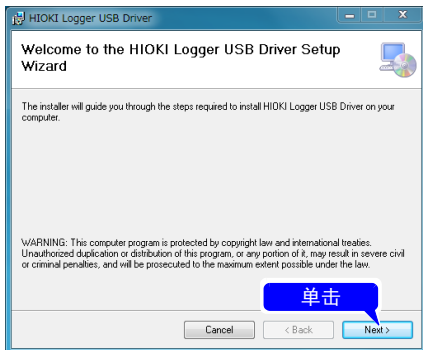 HIOKI Logger USB Driver
Welcome to the HIOKI Logger USB Driver Setup
Wizard
The installer will guide you through the steps required to install HIOKI Logger USB Driver on your
computer.
WARNING: This computer program is protected by copyright law and international treaties.
Unauthorized duplication or distribution of this program, or any portion of it, may result in severe civil
or criminal penalties, and will be prosecuted to the maximum extent possible under the law.
单击
Cancel
< Back
Next >